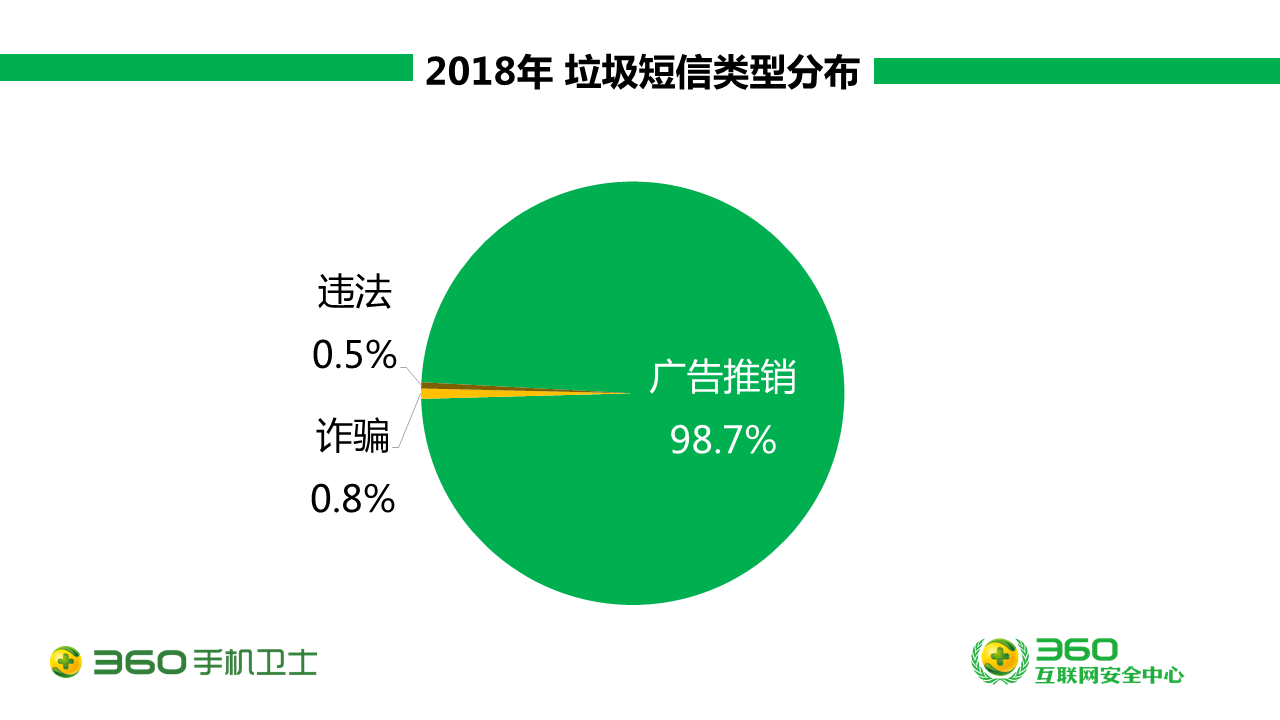 2018年 垃圾短信类型分布
违法
0.5%
诈骗
0.8%
广告推销
98.7%
360手机卫士
360
互联网安全中心